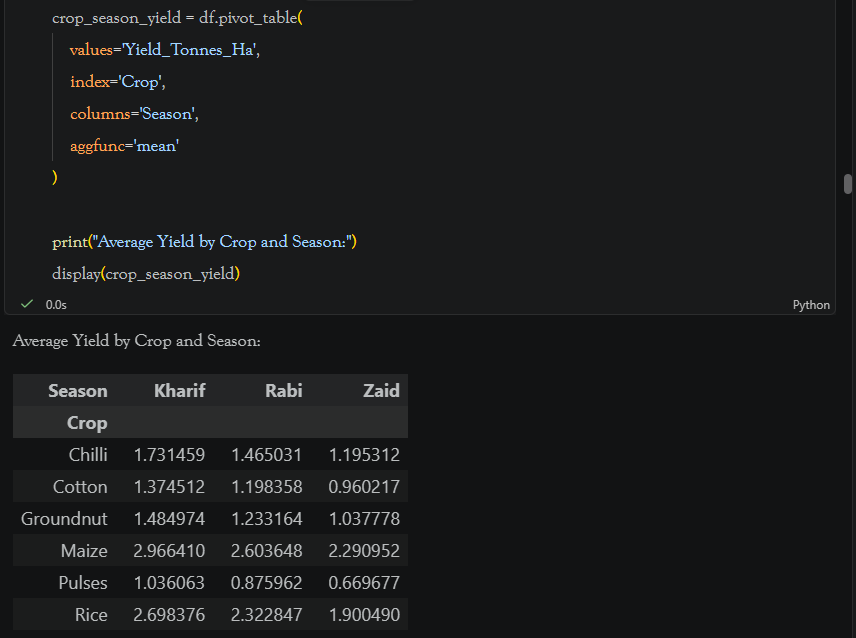 crop_season_yield = df.pivot_table(
values='Yield_Tonnes_Ha',
index='Crop',
columns='Season',
aggfunc='mean'
)
print("Average Yield by Crop and Season:")
display(crop_season_yield)
0.0s Python
Average Yield by Crop and Season:
Season Kharif Rabi Zaid
Crop
Chilli 1.731459 1.465031 1.195312
Cotton 1.374512 1.198358 0.960217
Groundnut 1.484974 1.233164 1.037778
Maize 2.966410 2.603648 2.290952
Pulses 1.036063 0.875962 0.669677
Rice 2.698376 2.322847 1.900490